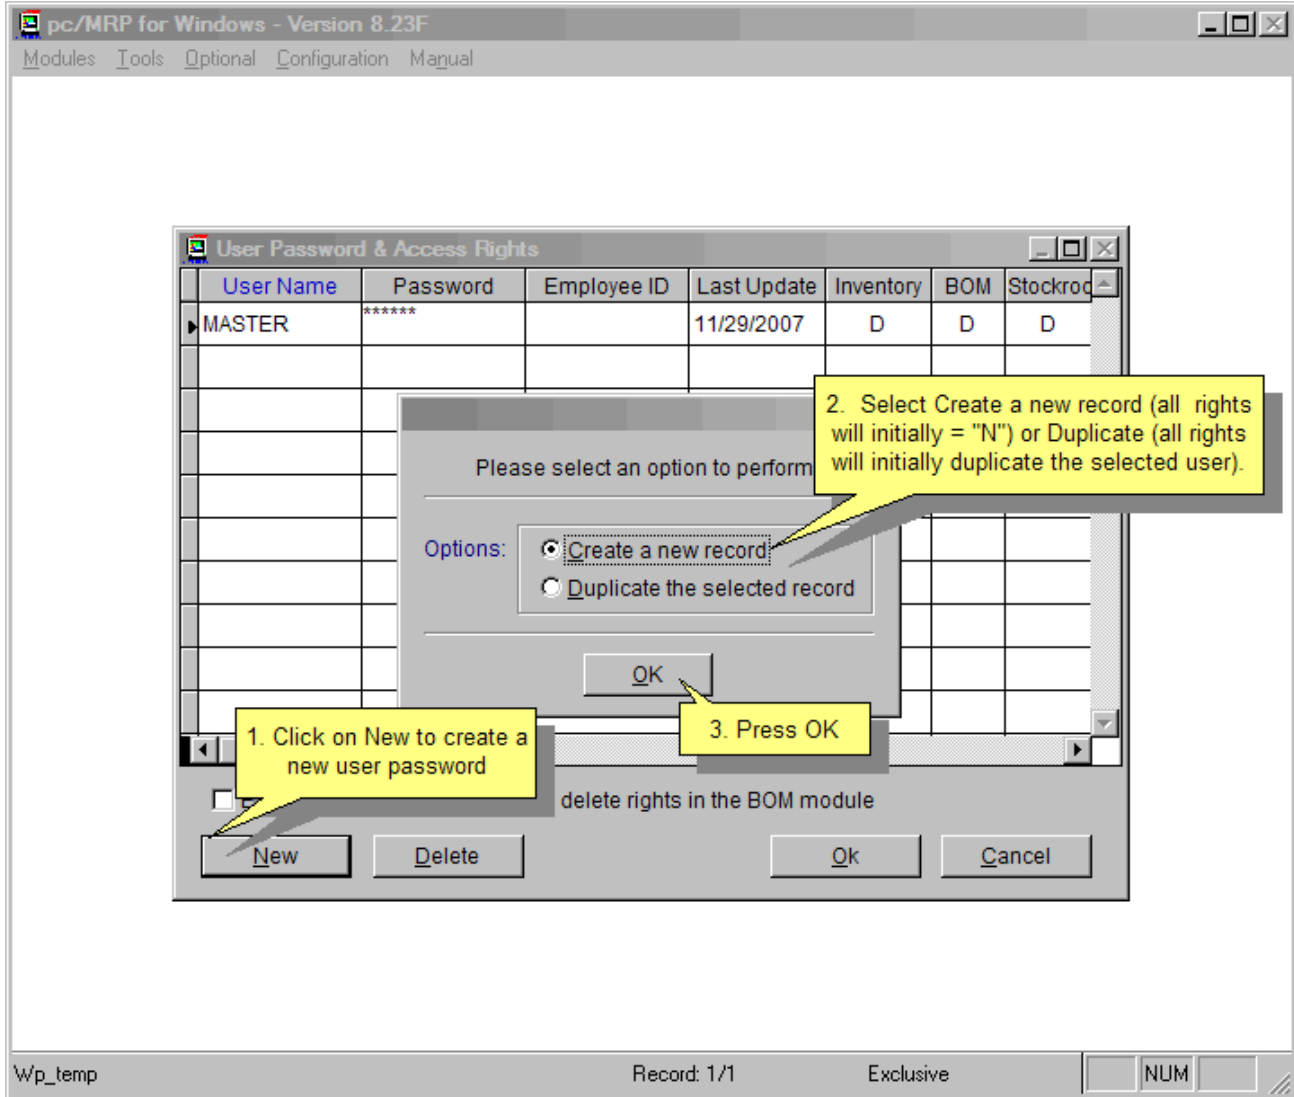 pc/MRP for Windows - Version 8.23F
Modules Tools Optional Configuration Manual
User Password & Access Rights
User Name Password Employee ID Last Update Inventory BOM Stockroo
MASTER ****** 11/29/2007 D D D
2. Select Create a new record (all rights
will initially = "N") or Duplicate (all rights
will initially duplicate the selected user).
Please select an option to perform
Options:
Create a new record
Duplicate the selected record
OK
3. Press OK
1. Click on New to create a
new user password
delete rights in the BOM module
New Delete Ok Cancel
Wp_temp Record: 1/1 Exclusive NUM